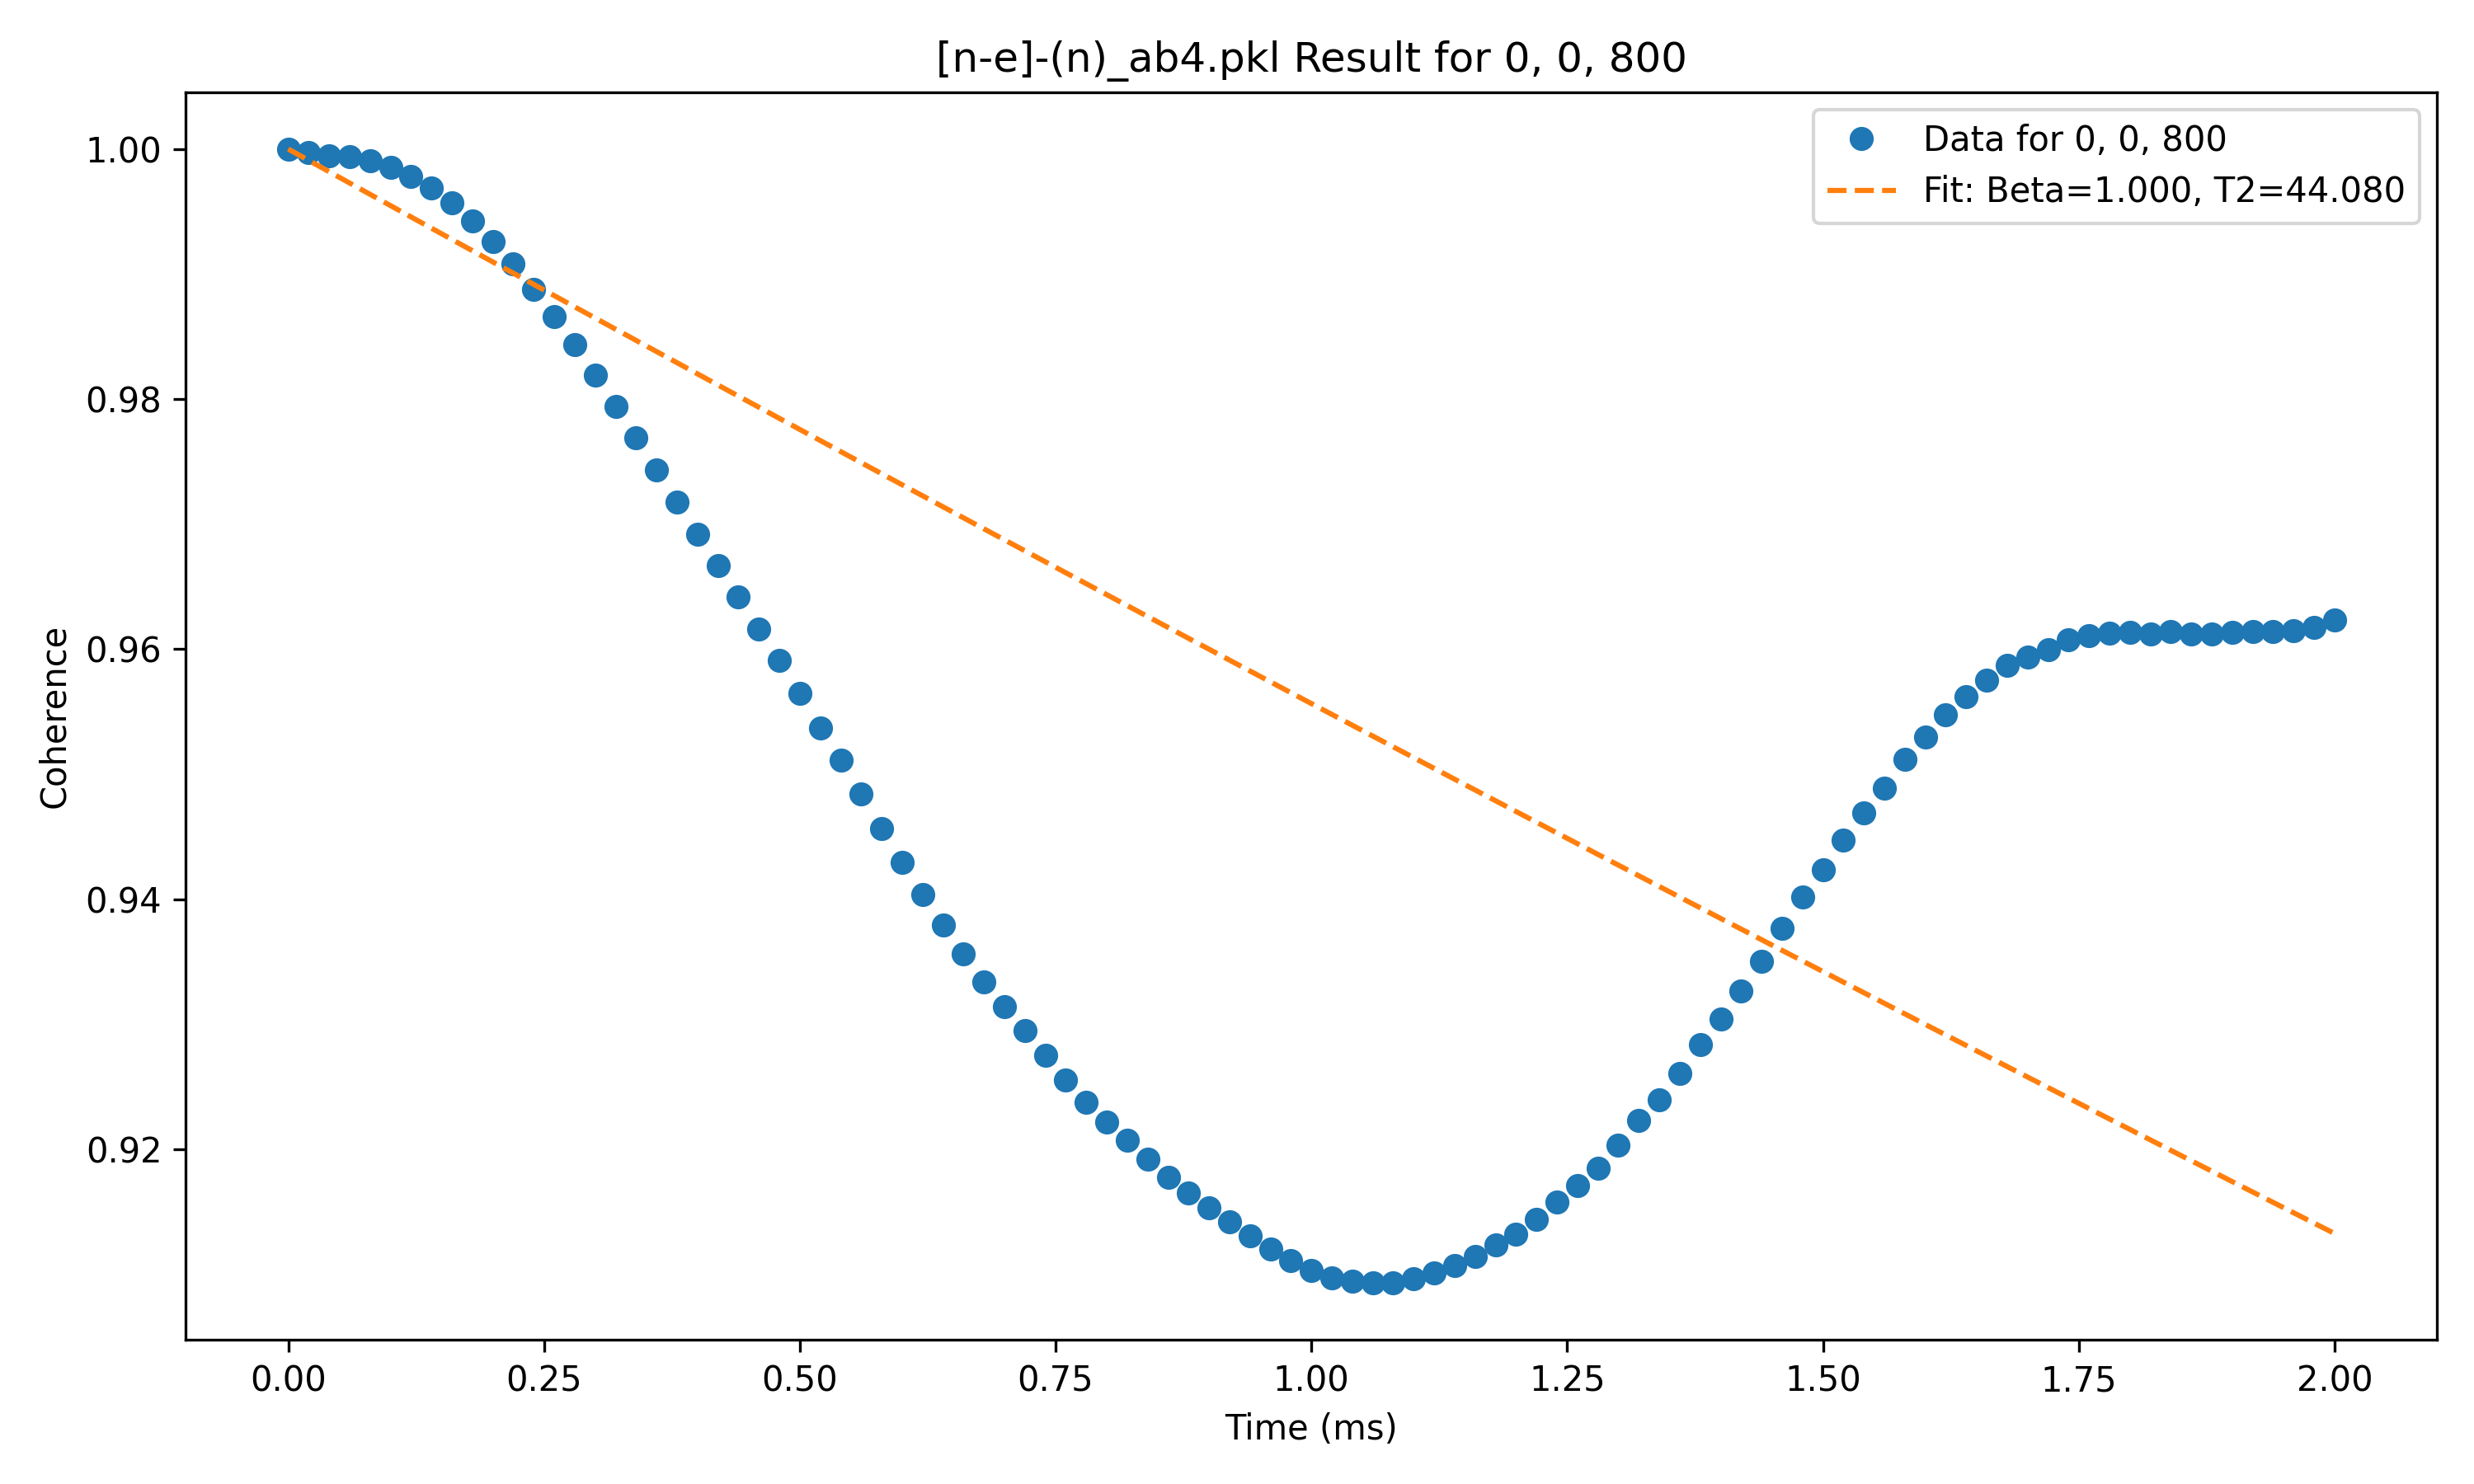 [n-e]-(n)_ab4.pkl Result for 0, 0, 800
Data for 0, 0, 800
Fit: Beta=1.000, T2=44.080
Coherence
1.00
0.98
0.96
0.94
0.92
0.00 0.25 0.50 0.75 1.00 1.25 1.50 1.75 2.00
Time (ms)